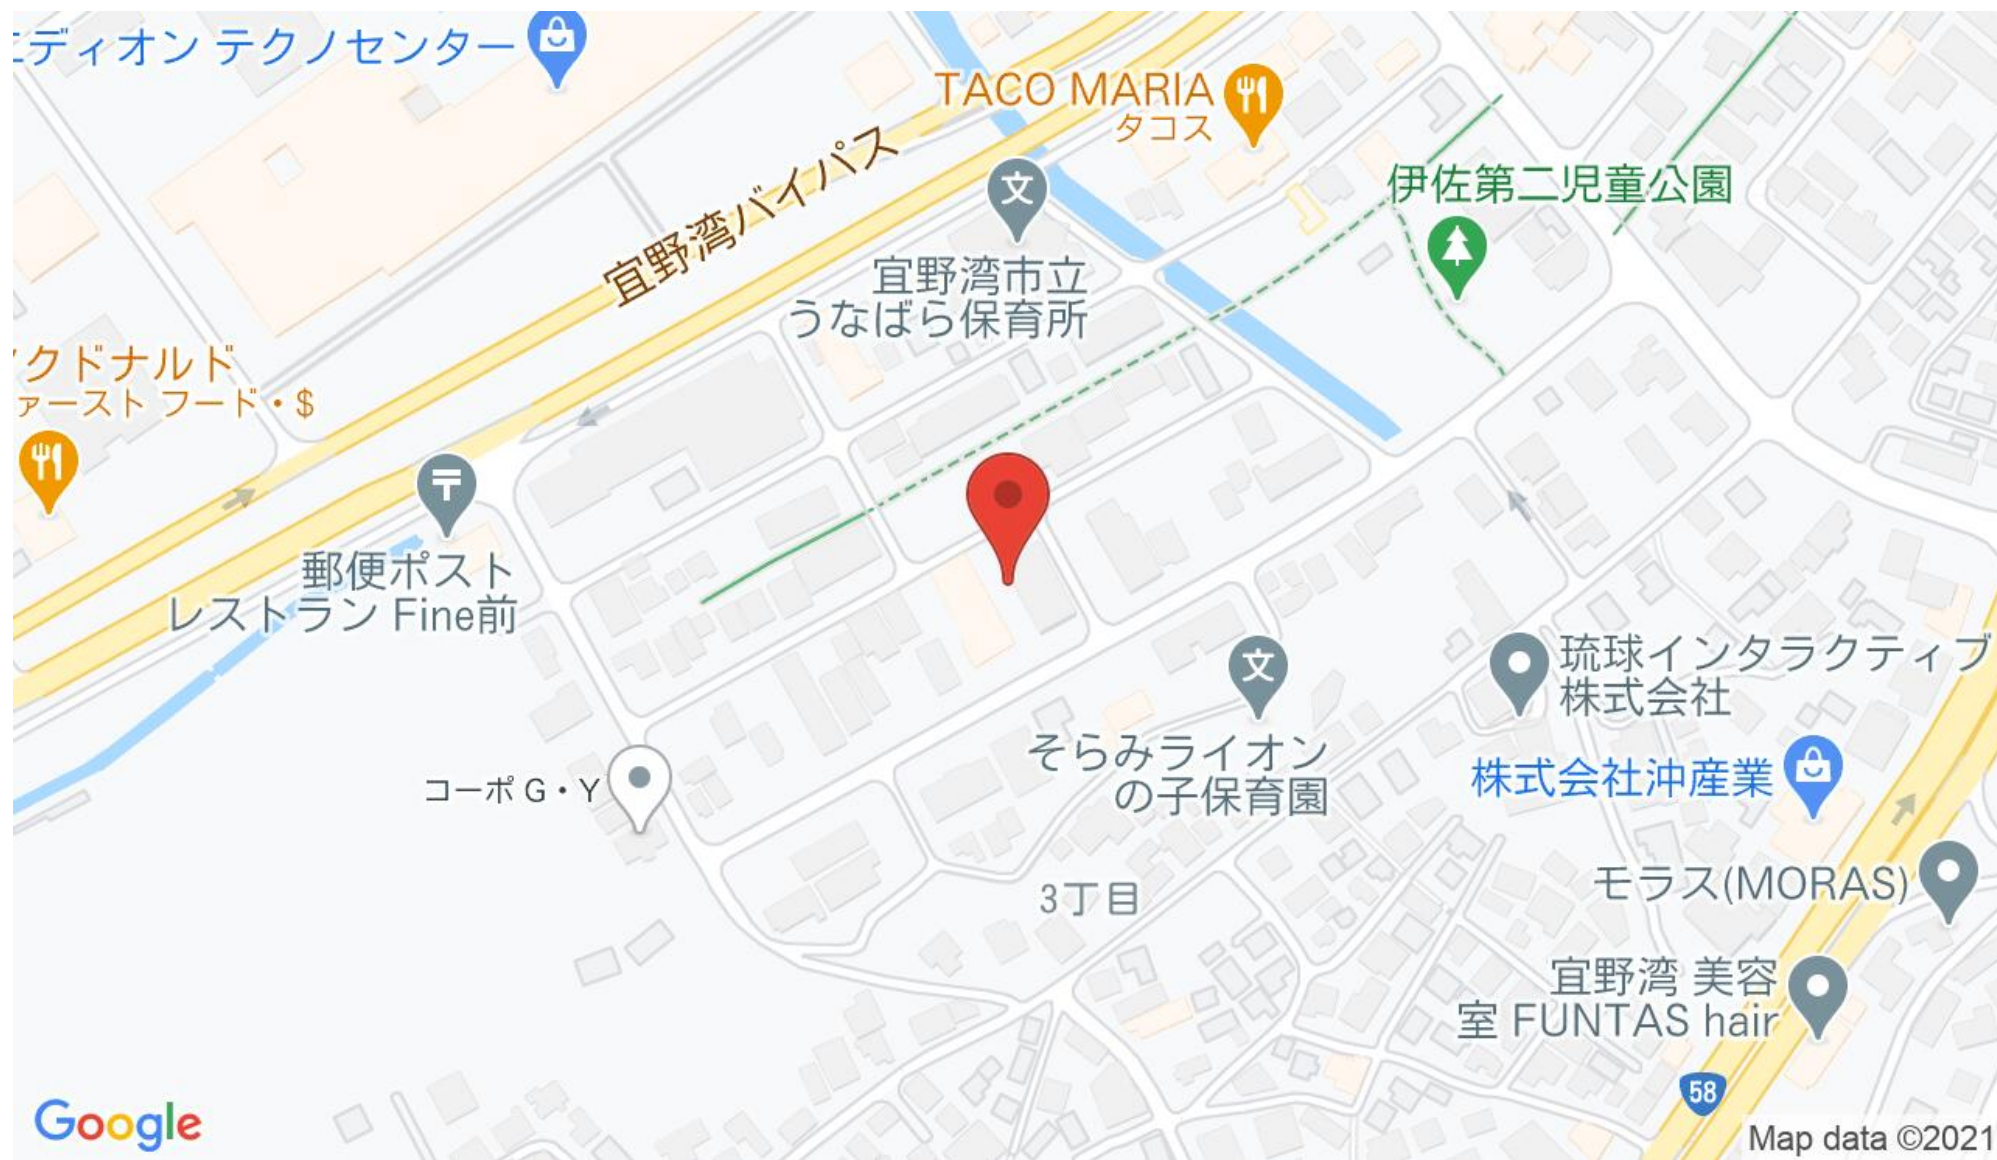 ディオン テクノセンター
TACO MARIA
タコス
宜野湾バイパス
伊佐第二児童公園
宜野湾市立
うなばら保育所
クドナルド
ァースト フード・$
郵便ポスト
レストラン Fine前
琉球インタラクティブ
株式会社
そらみライオン
の子保育園
株式会社沖産業
コーポ G・Y
3丁目
モラス(MORAS)
宜野湾 美容
室 FUNTAS hair
58
Google
Map data ©2021